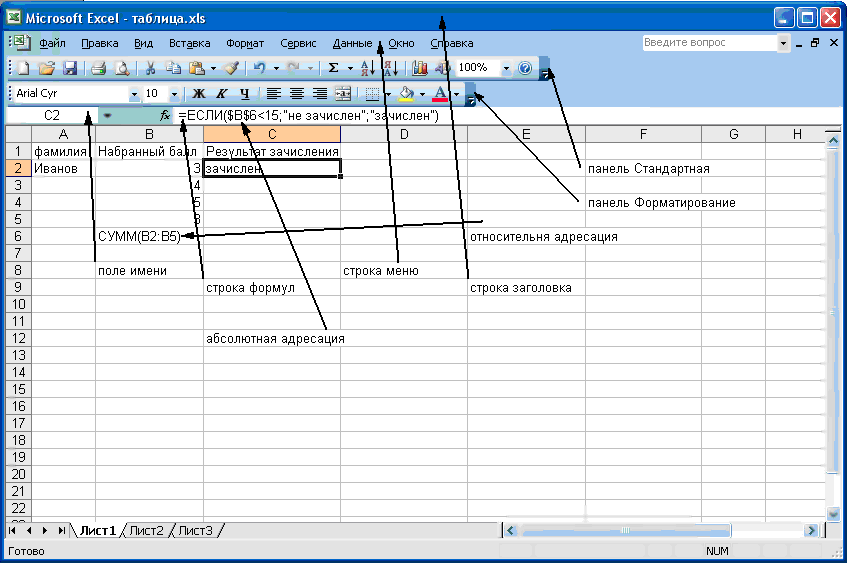 Microsoft Excel - таблица.xls
Файл Правка Вид Вставка Формат Сервис Данные Окно Справка Введите вопрос
100%
Arial Cyr 10 Ж К Ч
C2 fx =ЕСЛИ($B$6<15;"не зачислен";"зачислен")
A B C D E F G H
1 фамилия Набранный балл Результат зачисления
2 Иванов 3 зачислен панель Стандартная
3 4
4 5 панель Форматирование
5 3
6 СУММ(B2:B5) относительня адресация
7
8 поле имени строка меню
9 строка формул строка заголовка
10
11
12 абсолютная адресация
13
14
15
16
17
18
19
20
21
22
Лист1 Лист2 Лист3
Готово NUM